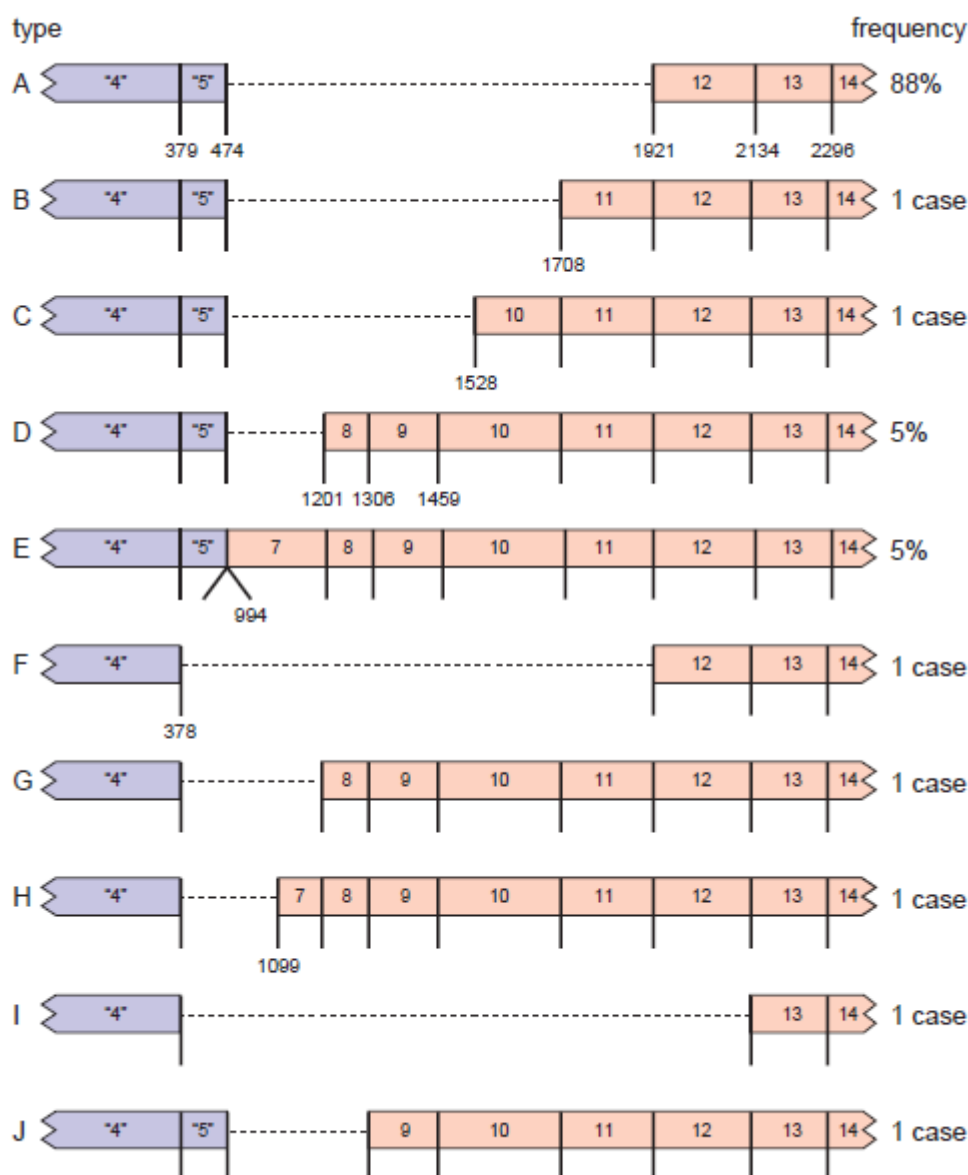 type frequency
A "4" "5" 12 13 14 88%
379 474 1921 2134 2296
B "4" "5" 11 12 13 14 1 case
1708
C "4" "5" 10 11 12 13 14 1 case
1528
D "4" "5" 8 9 10 11 12 13 14 5%
1201 1306 1459
E "4" "5" 7 8 9 10 11 12 13 14 5%
994
F "4" 12 13 14 1 case
378
G "4" 8 9 10 11 12 13 14 1 case
H "4" 7 8 9 10 11 12 13 14 1 case
1099
I "4" 13 14 1 case
J "4" "5" 9 10 11 12 13 14 1 case